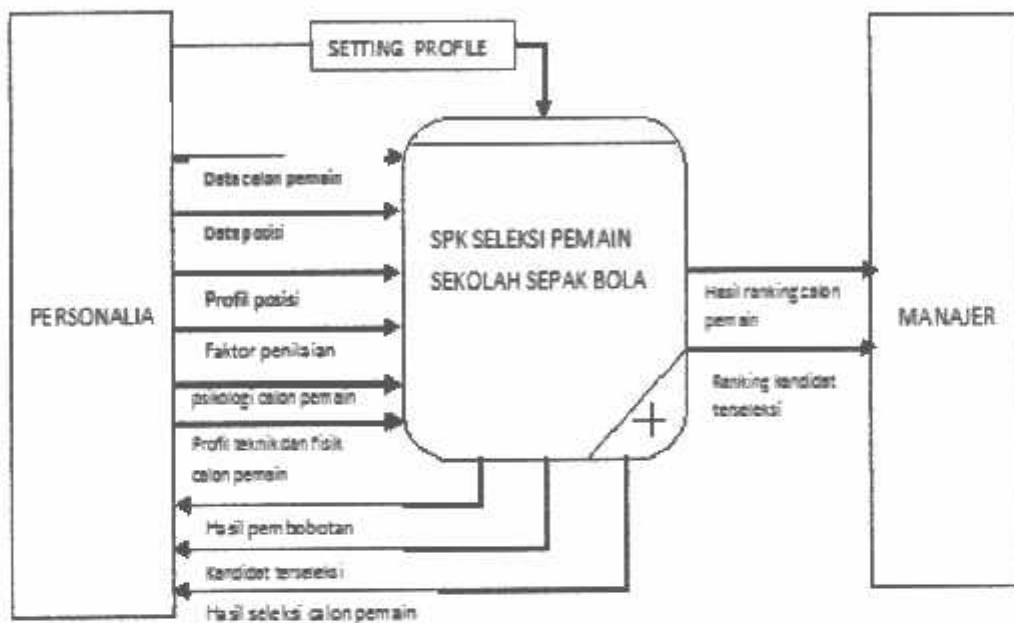 SETTING PROFILE
PERSONALIA
Data calon pemain
Data posisi
Profil posisi
Faktor penilaian
psikologi calon pemain
Profil teknik dan fisik
calon pemain
SPK SELEKSI PEMAIN
SEKOLAH SEPAK BOLA
Hasil ranking calon
pemain
Ranking kandidat
terseleksi
MANAJER
Hasil pembobotan
Kandidat terseleksi
Hasil seleksi calon pemain